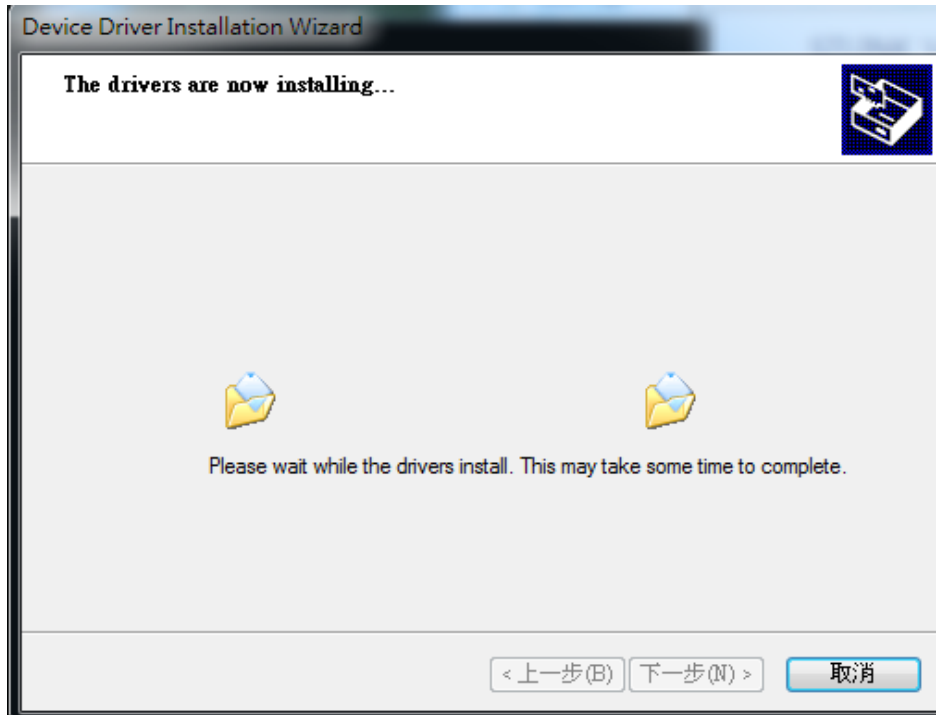 Device Driver Installation Wizard
The drivers are now installing...
Please wait while the drivers install. This may take some time to complete.
<上一步(B) 下一步(N)> 取消